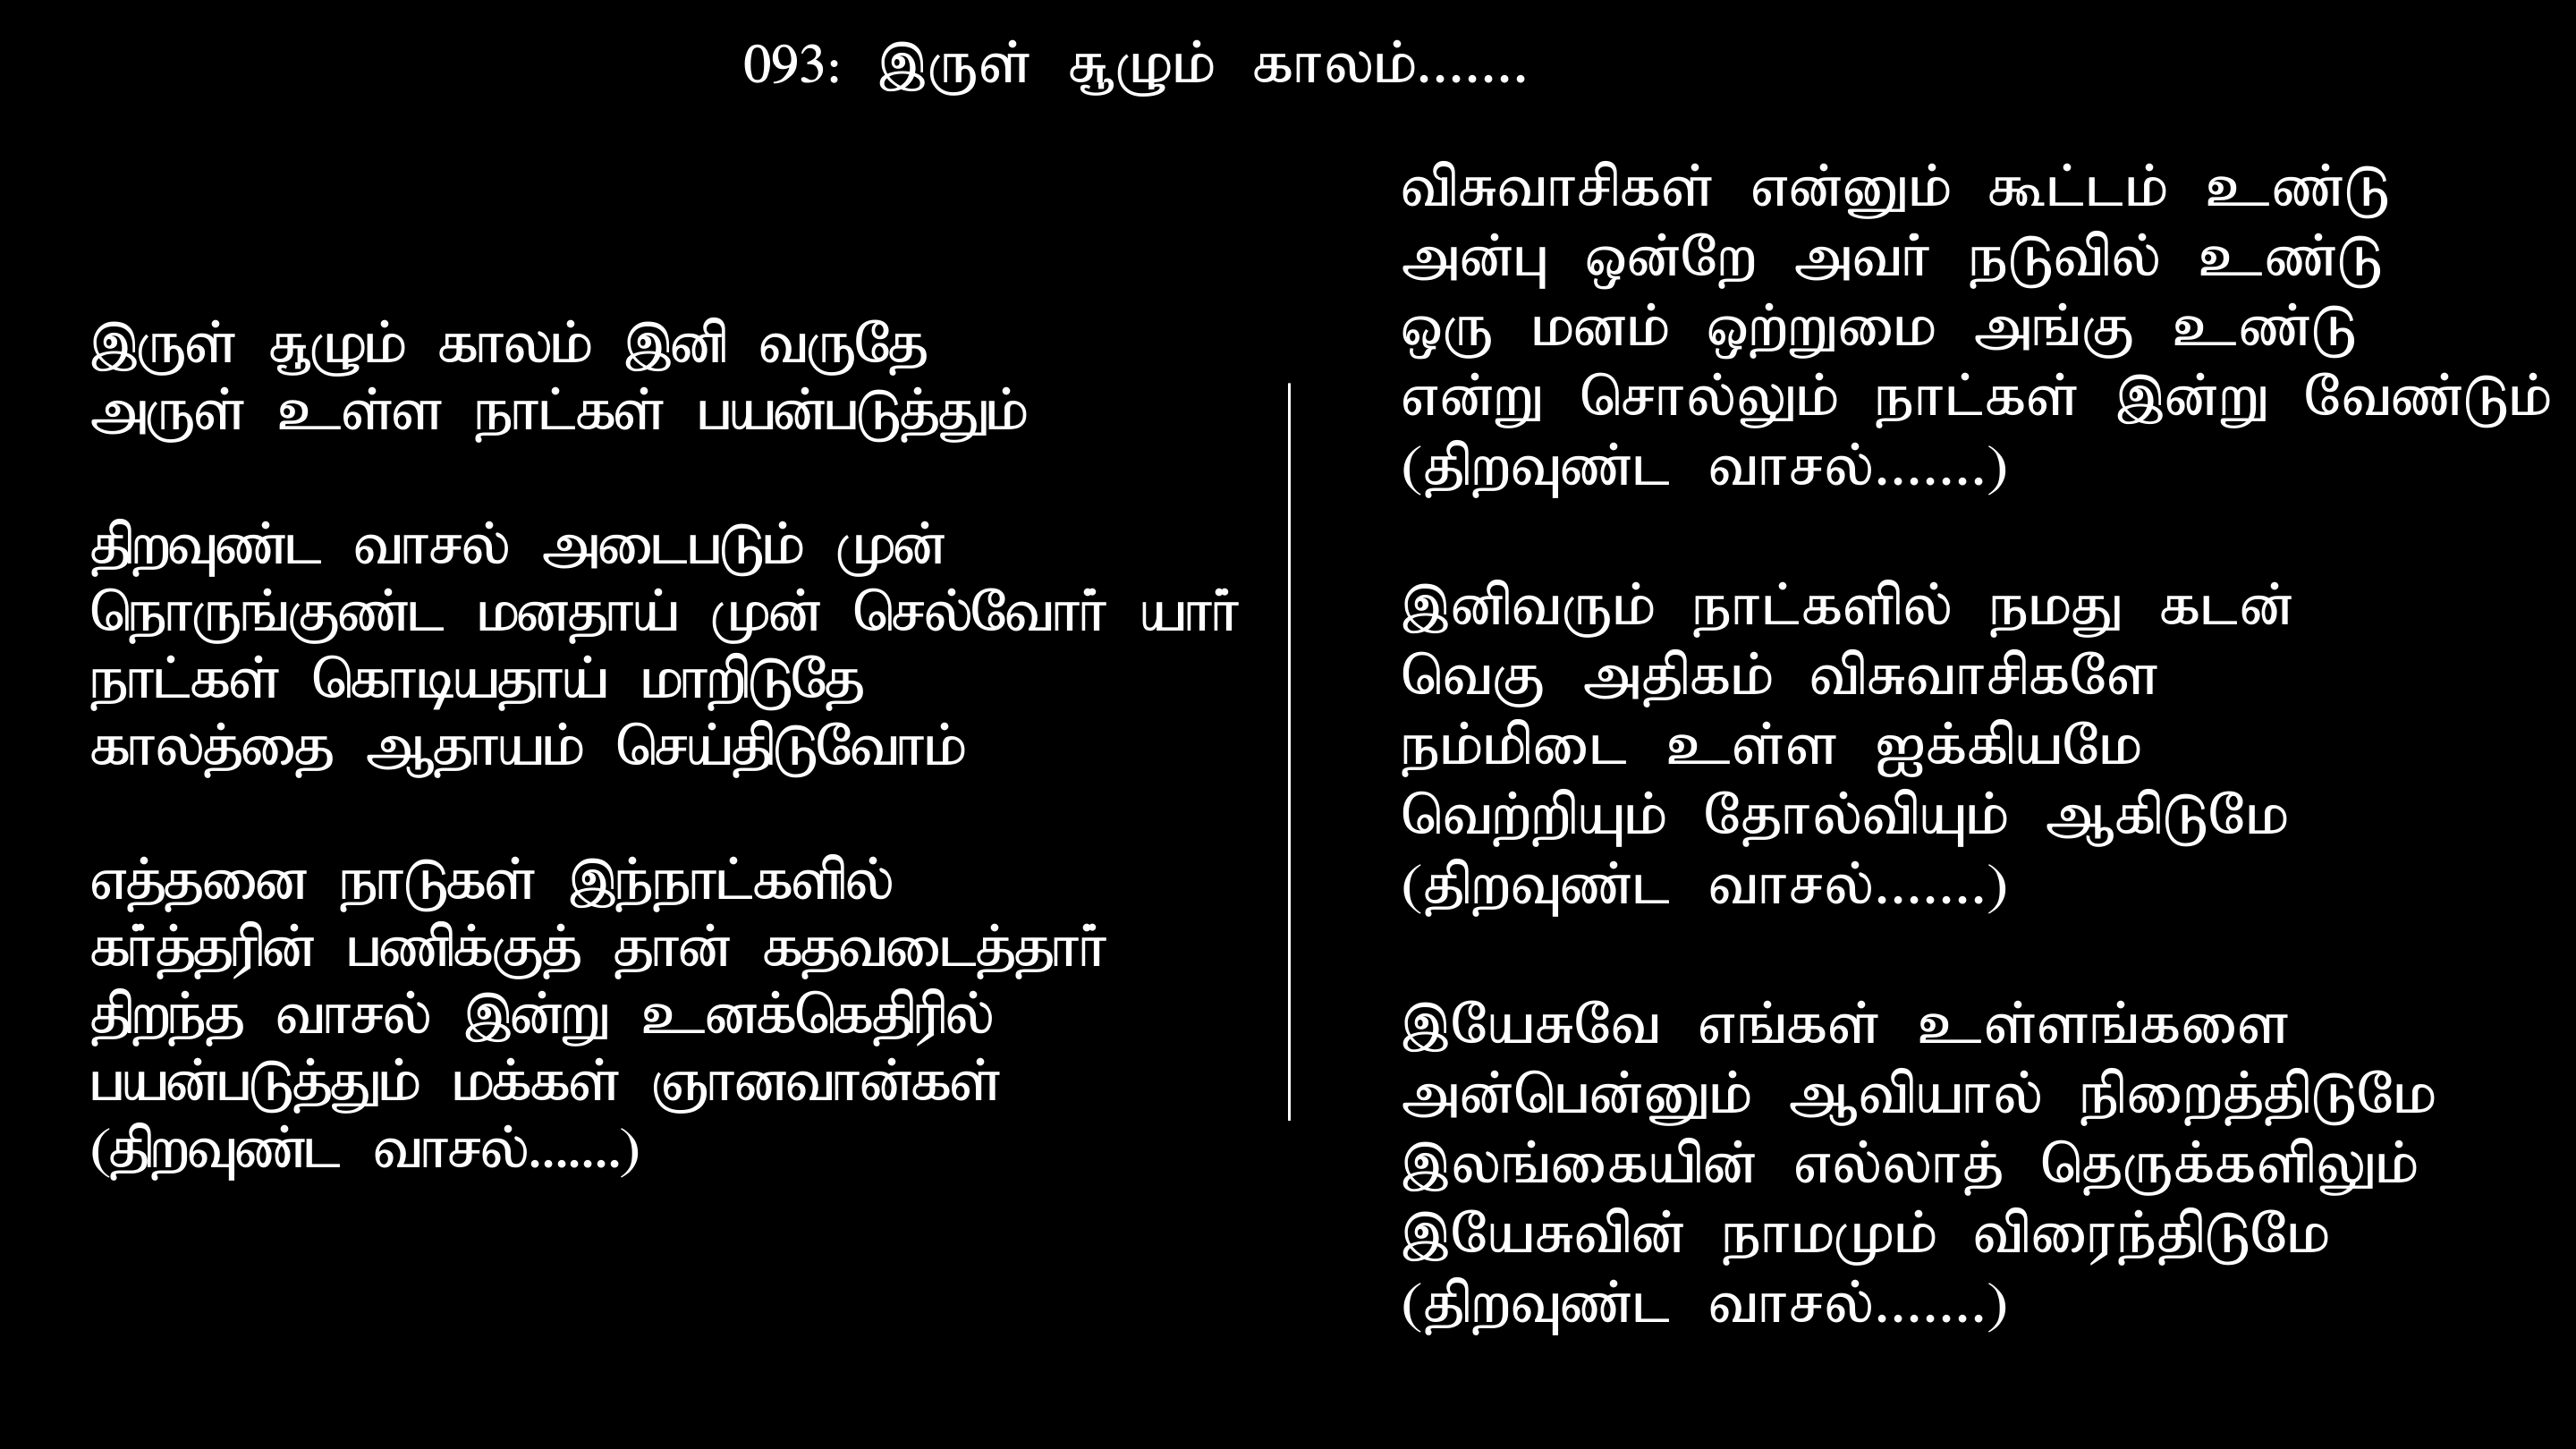 093: இருள் சூழும் காலம்.......
இருள் சூழும் காலம் இனி வருதே
அருள் உள்ள நாட்கள் பயன்படுத்தும்
திறவுண்ட வாசல் அடைபடும் முன்
நொருங்குண்ட மனதாய் முன் செல்வோர் யார்
நாட்கள் கொடியதாய் மாறிடுதே
காலத்தை ஆதாயம் செய்திடுவோம்
எத்தனை நாடுகள் இந்நாட்களில்
கர்த்தரின் பணிக்குத் தான் கதவடைத்தார்
திறந்த வாசல் இன்று உனக்கெதிரில்
பயன்படுத்தும் மக்கள் ஞானவான்கள்
(திறவுண்ட வாசல்.......)
விசுவாசிகள் என்னும் கூட்டம் உண்டு
அன்பு ஒன்றே அவர் நடுவில் உண்டு
ஒரு மனம் ஒற்றுமை அங்கு உண்டு
என்று சொல்லும் நாட்கள் இன்று வேண்டும்
(திறவுண்ட வாசல்.......)
இனிவரும் நாட்களில் நமது கடன்
வெகு அதிகம் விசுவாசிகளே
நம்மிடை உள்ள ஐக்கியமே
வெற்றியும் தோல்வியும் ஆகிடுமே
(திறவுண்ட வாசல்.......)
இயேசுவே எங்கள் உள்ளங்களை
அன்பென்னும் ஆவியால் நிறைத்திடுமே
இலங்கையின் எல்லாத் தெருக்களிலும்
இயேசுவின் நாமமும் விரைந்திடுமே
(திறவுண்ட வாசல்.......)